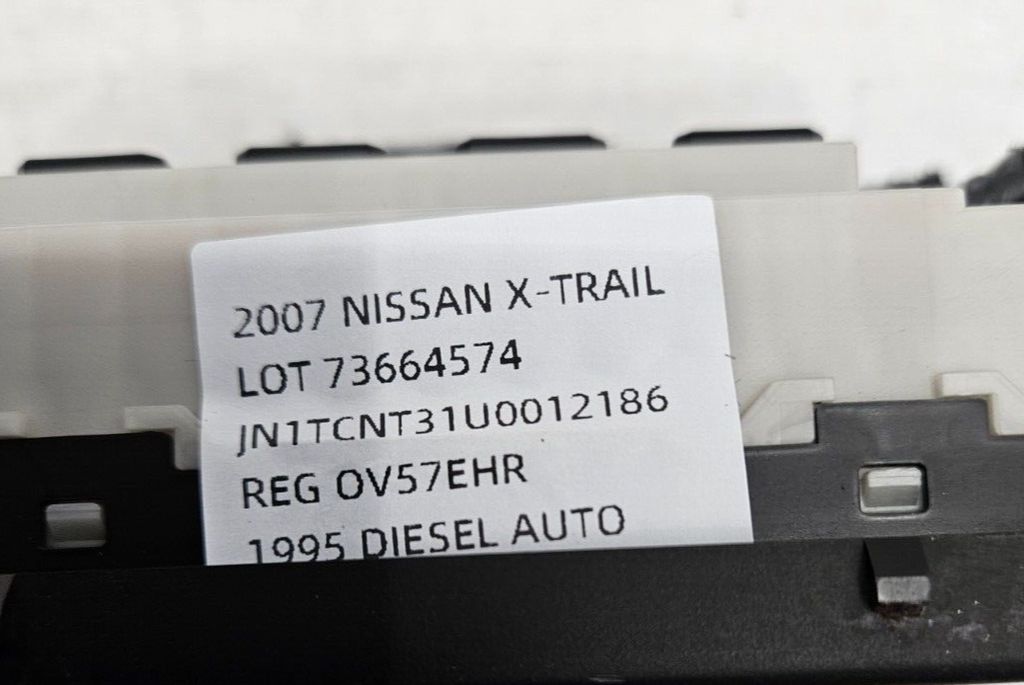 2007 NISSAN X-TRAIL
LOT 73664574
JN1TCNT31U0012186
REG OV57EHR
1995 DIESEL AUTO